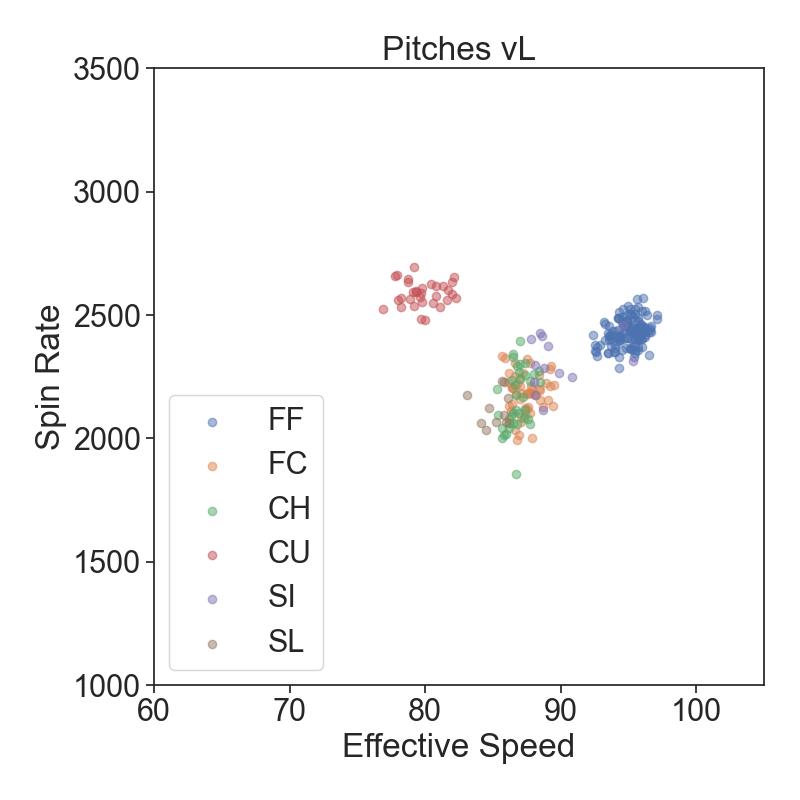 Pitches vL
3500
3000
2500
2000
1500
1000
Spin Rate
FF
FC
CH
CU
SI
SL
60 70 80 90 100
Effective Speed